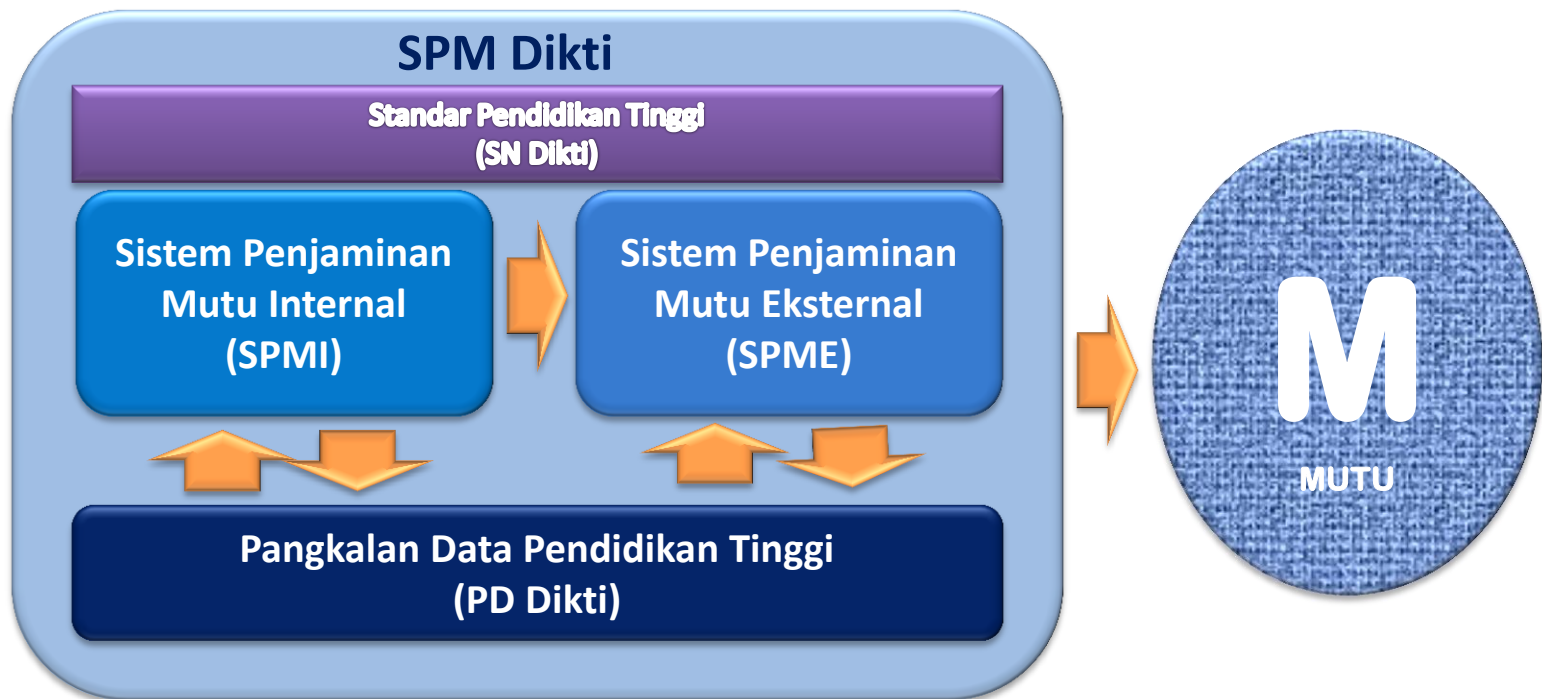 SPM Dikti
Standar Pendidikan Tinggi
(SN Dikti)
Sistem Penjaminan
Mutu Internal
(SPMI)
Sistem Penjaminan
Mutu Eksternal
(SPME)
Pangkalan Data Pendidikan Tinggi
(PD Dikti)
M
MUTU